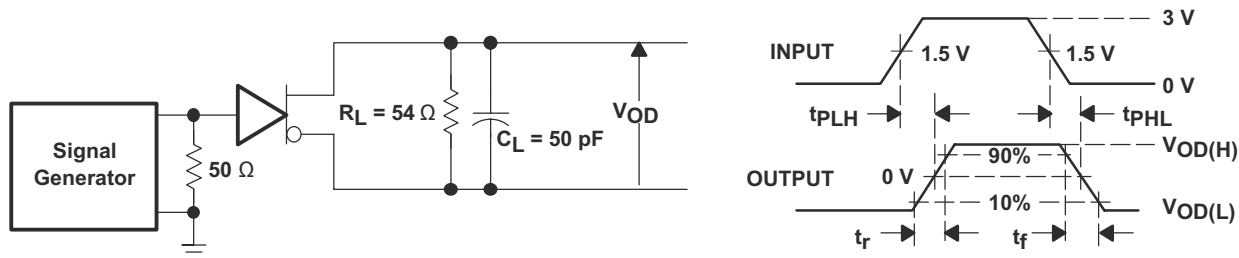 Signal
Generator
50 Ω
R_L = 54 Ω
C_L = 50 pF
V_OD
INPUT
3 V
1.5 V
1.5 V
0 V
t_PLH
t_PHL
OUTPUT
0 V
90%
10%
V_OD(H)
V_OD(L)
t_r
t_f